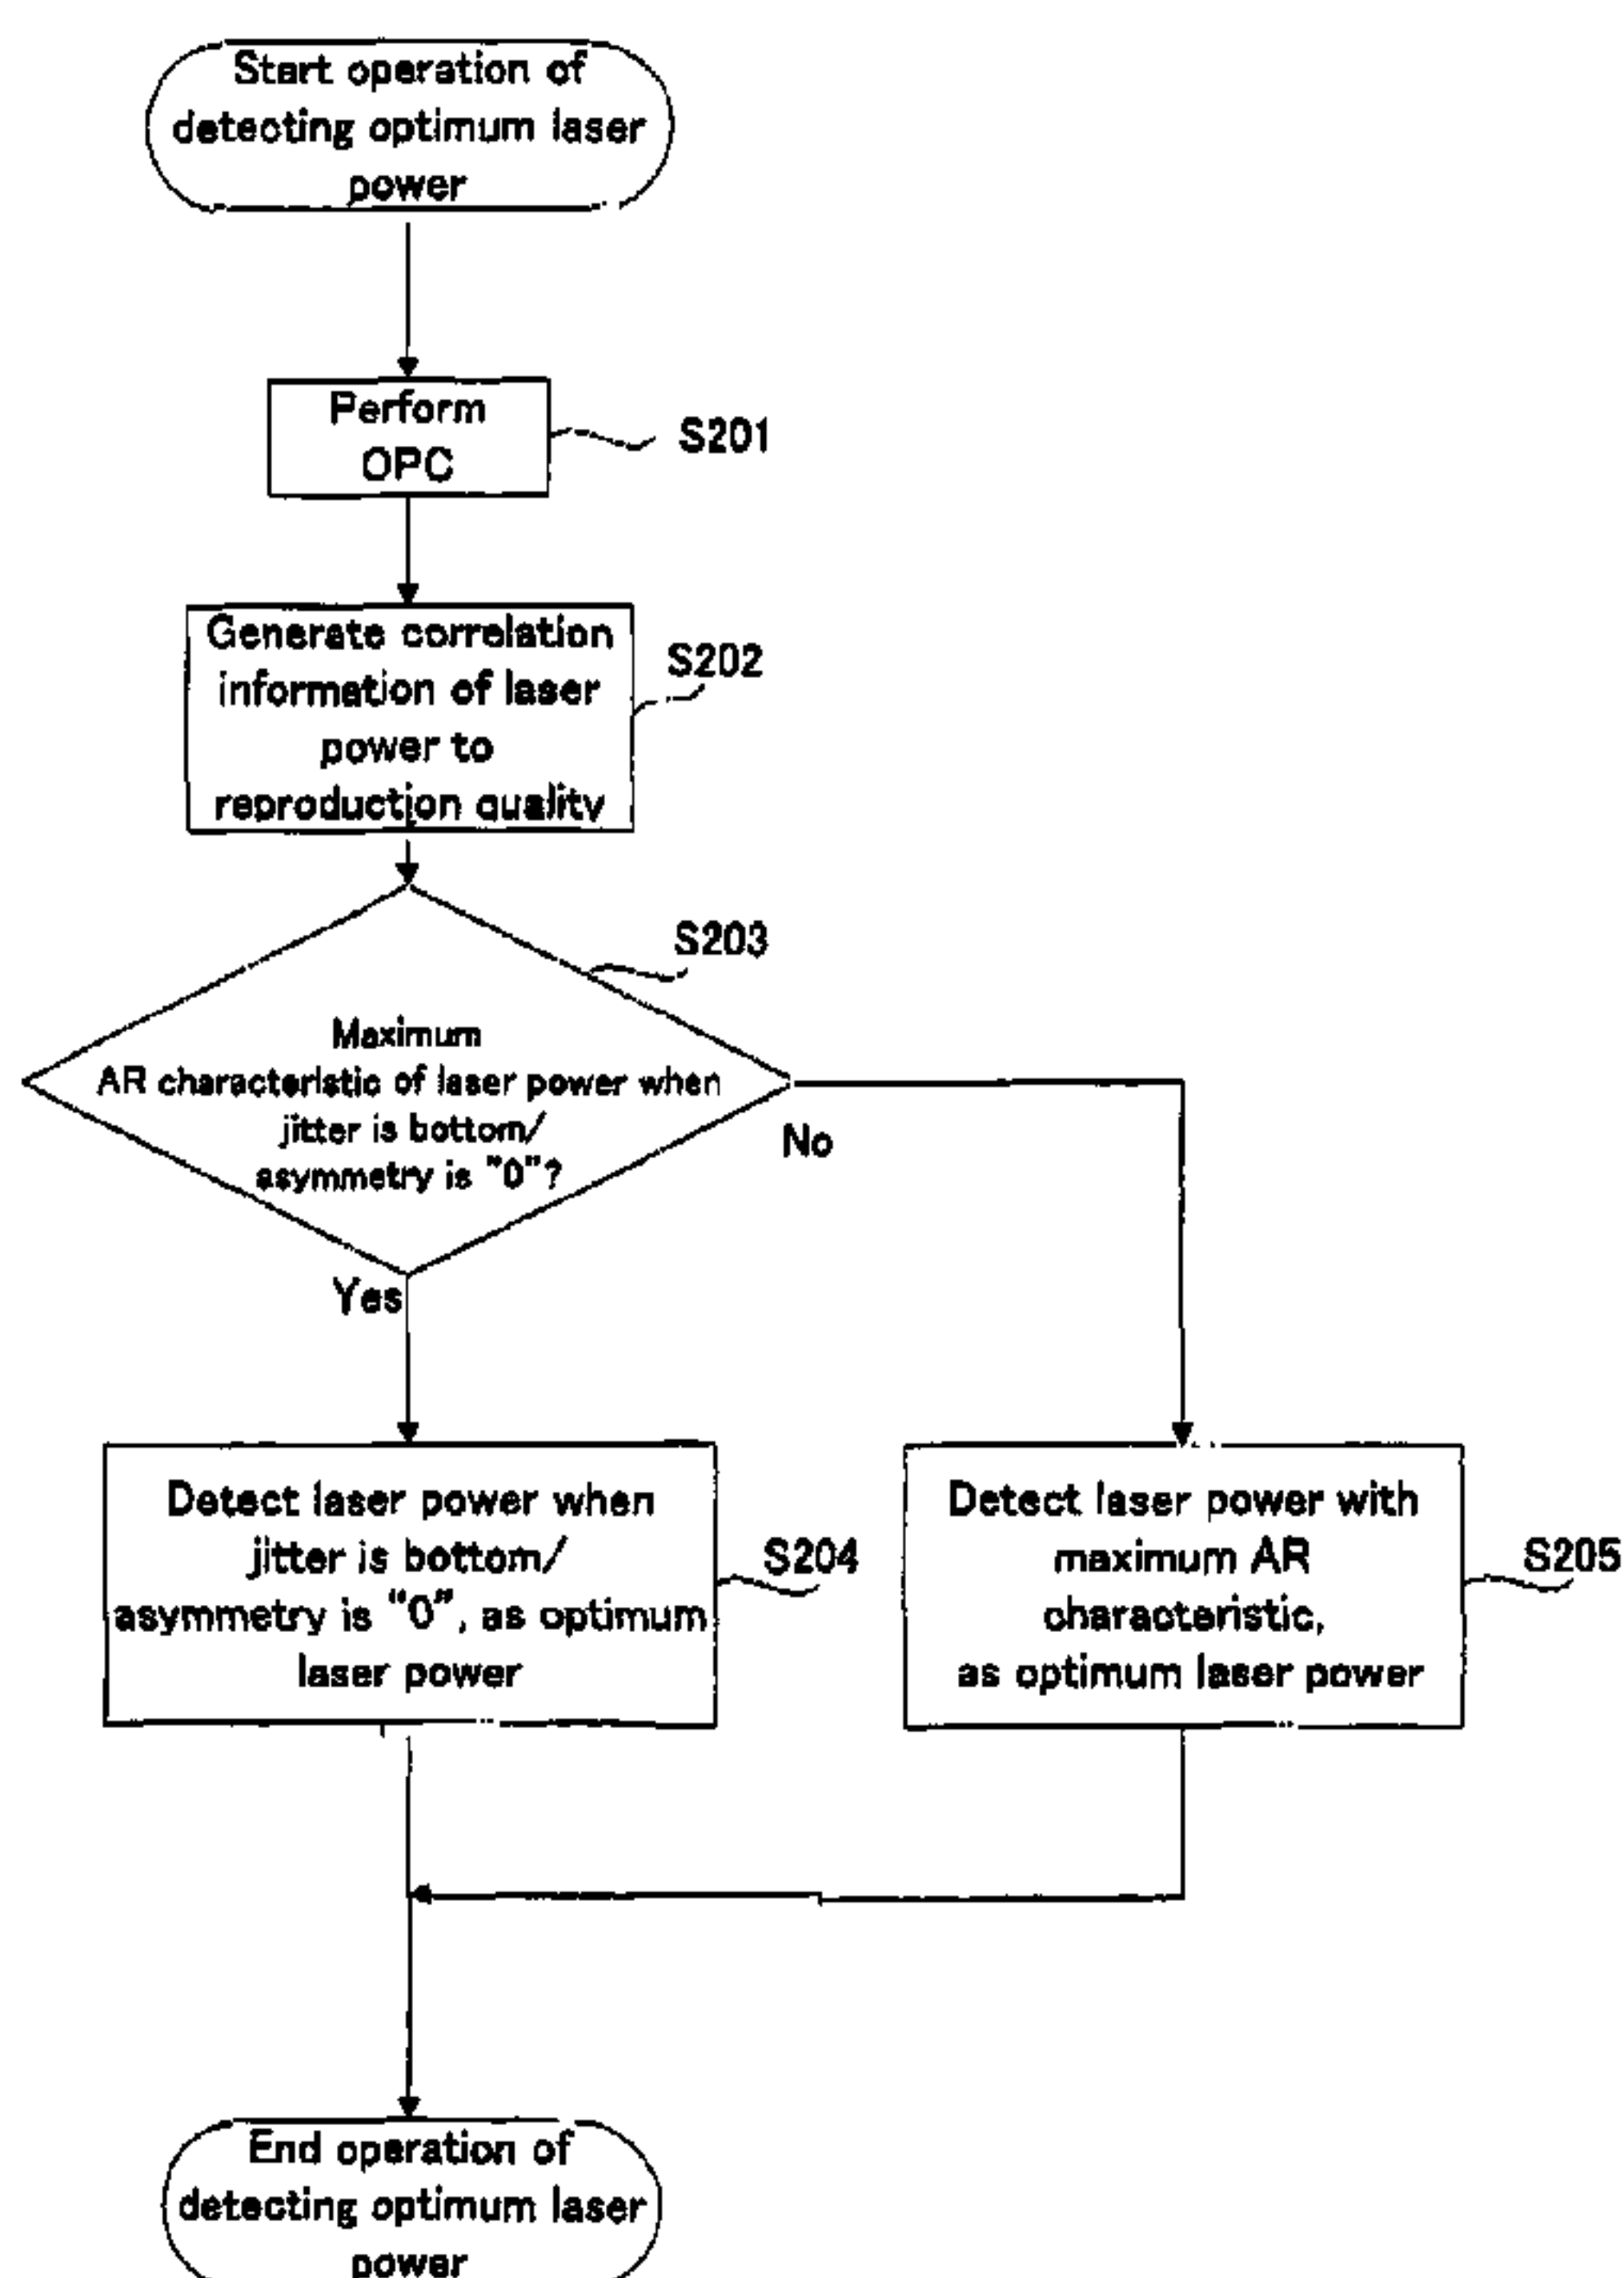 Start operation of
detecting optimum laser
power
Perform
OPC
S201
Generate correlation
information of laser
power to
reproduction quality
S202
S203
Maximum
AR characteristic of laser power when
jitter is bottom/
asymmetry is "0"?
No
Yes
Detect laser power when
jitter is bottom/
asymmetry is "0", as optimum
laser power
S204
Detect laser power with
maximum AR
characteristic,
as optimum laser power
S205
End operation of
detecting optimum laser
power